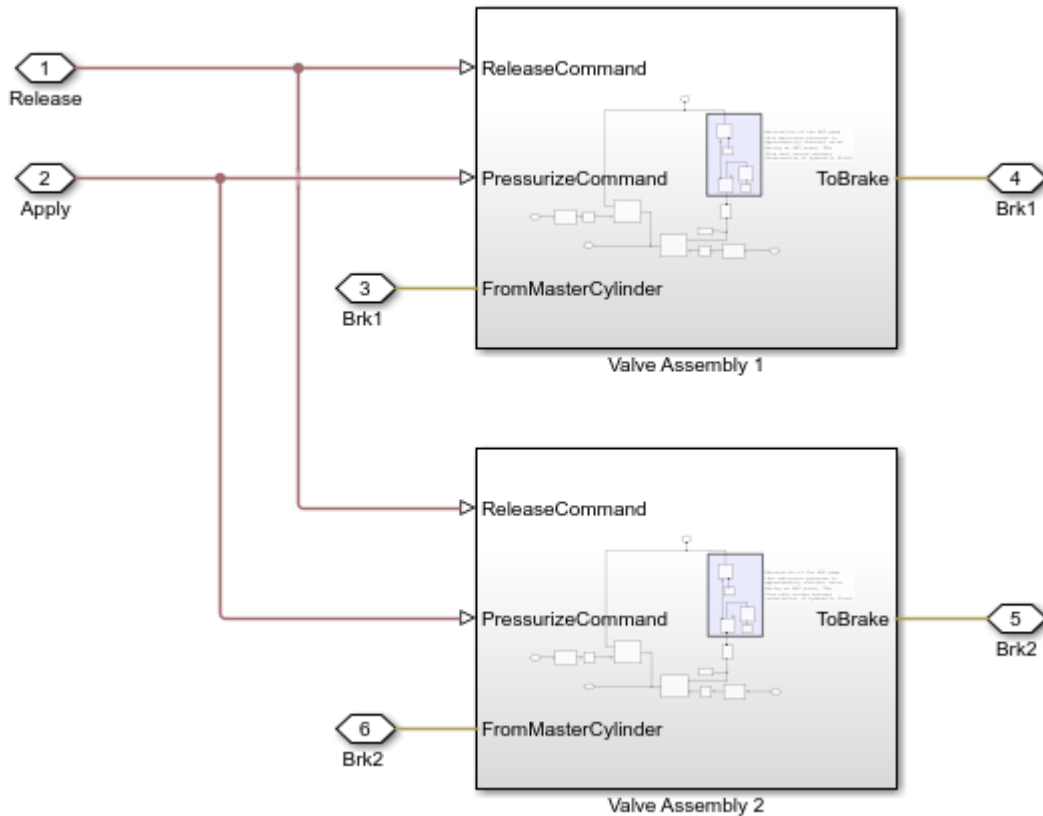 1
Release
2
Apply
3
Brk1
ReleaseCommand
PressurizeCommand
FromMasterCylinder
ToBrake
Valve Assembly 1
4
Brk1
ReleaseCommand
PressurizeCommand
FromMasterCylinder
ToBrake
Valve Assembly 2
5
Brk2
6
Brk2